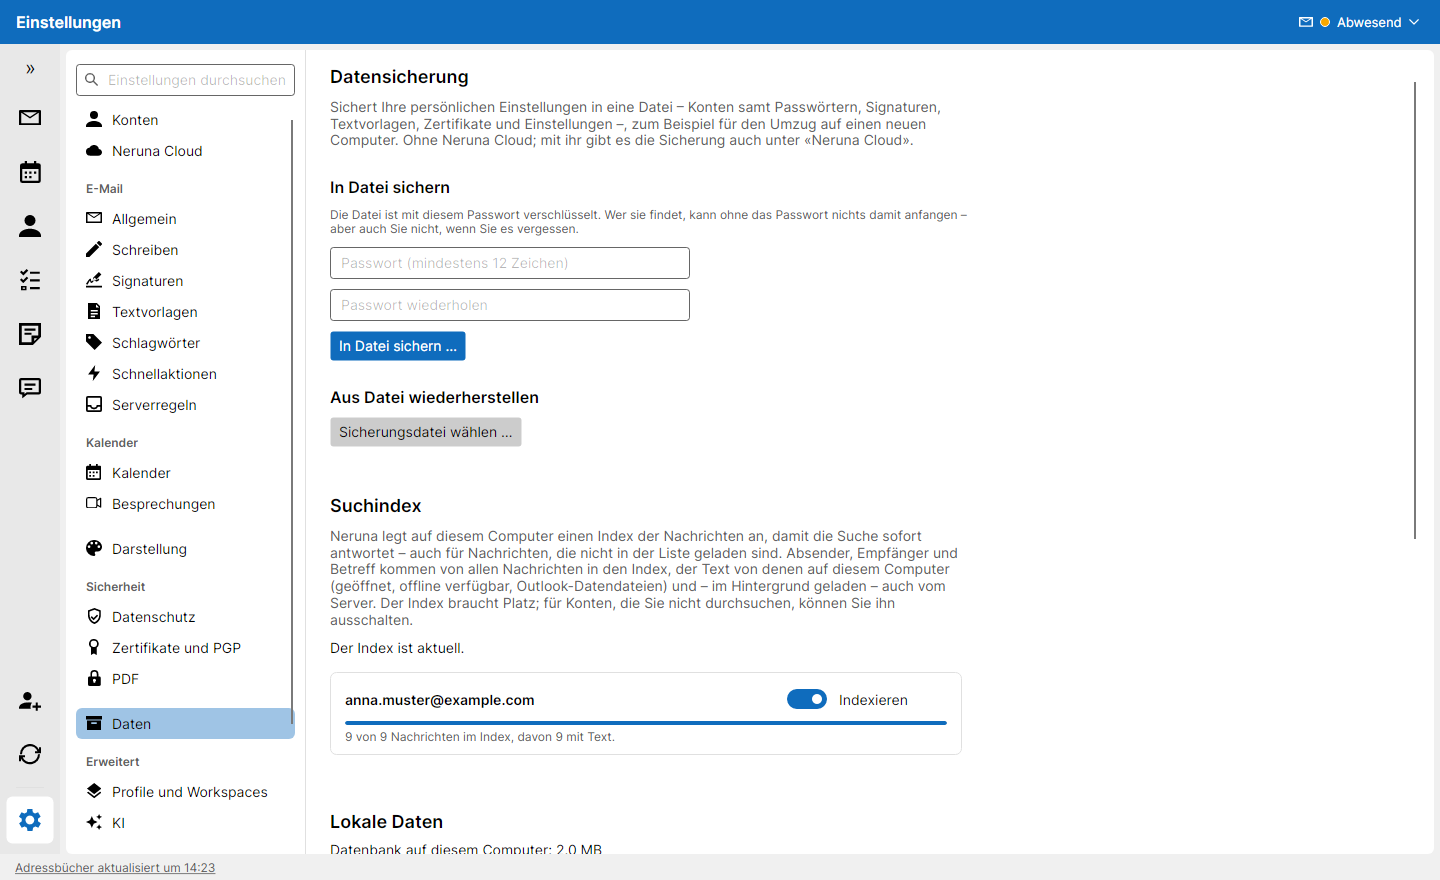 Einstellungen
Abwesend
»
Einstellungen durchsuchen
Konten
Neruna Cloud
E-Mail
Allgemein
Schreiben
Signaturen
Textvorlagen
Schlagwörter
Schnellaktionen
Serverregeln
Kalender
Kalender
Besprechungen
Darstellung
Sicherheit
Datenschutz
Zertifikate und PGP
PDF
Daten
Erweitert
Profile und Workspaces
KI
Datensicherung
Sichert Ihre persönlichen Einstellungen in eine Datei – Konten samt Passwörtern, Signaturen,
Textvorlagen, Zertifikate und Einstellungen –, zum Beispiel für den Umzug auf einen neuen
Computer. Ohne Neruna Cloud; mit ihr gibt es die Sicherung auch unter «Neruna Cloud».
In Datei sichern
Die Datei ist mit diesem Passwort verschlüsselt. Wer sie findet, kann ohne das Passwort nichts damit anfangen –
aber auch Sie nicht, wenn Sie es vergessen.
Passwort (mindestens 12 Zeichen)
Passwort wiederholen
In Datei sichern ...
Aus Datei wiederherstellen
Sicherungsdatei wählen ...
Suchindex
Neruna legt auf diesem Computer einen Index der Nachrichten an, damit die Suche sofort
antwortet – auch für Nachrichten, die nicht in der Liste geladen sind. Absender, Empfänger und
Betreff kommen von allen Nachrichten in den Index, der Text von denen auf diesem Computer
(geöffnet, offline verfügbar, Outlook-Datendateien) und – im Hintergrund geladen – auch vom
Server. Der Index braucht Platz; für Konten, die Sie nicht durchsuchen, können Sie ihn
ausschalten.
Der Index ist aktuell.
anna.muster@example.com
Indexieren
9 von 9 Nachrichten im Index, davon 9 mit Text.
Lokale Daten
Datenbank auf diesem Computer: 2.0 MB
Adressbücher aktualisiert um 14:23